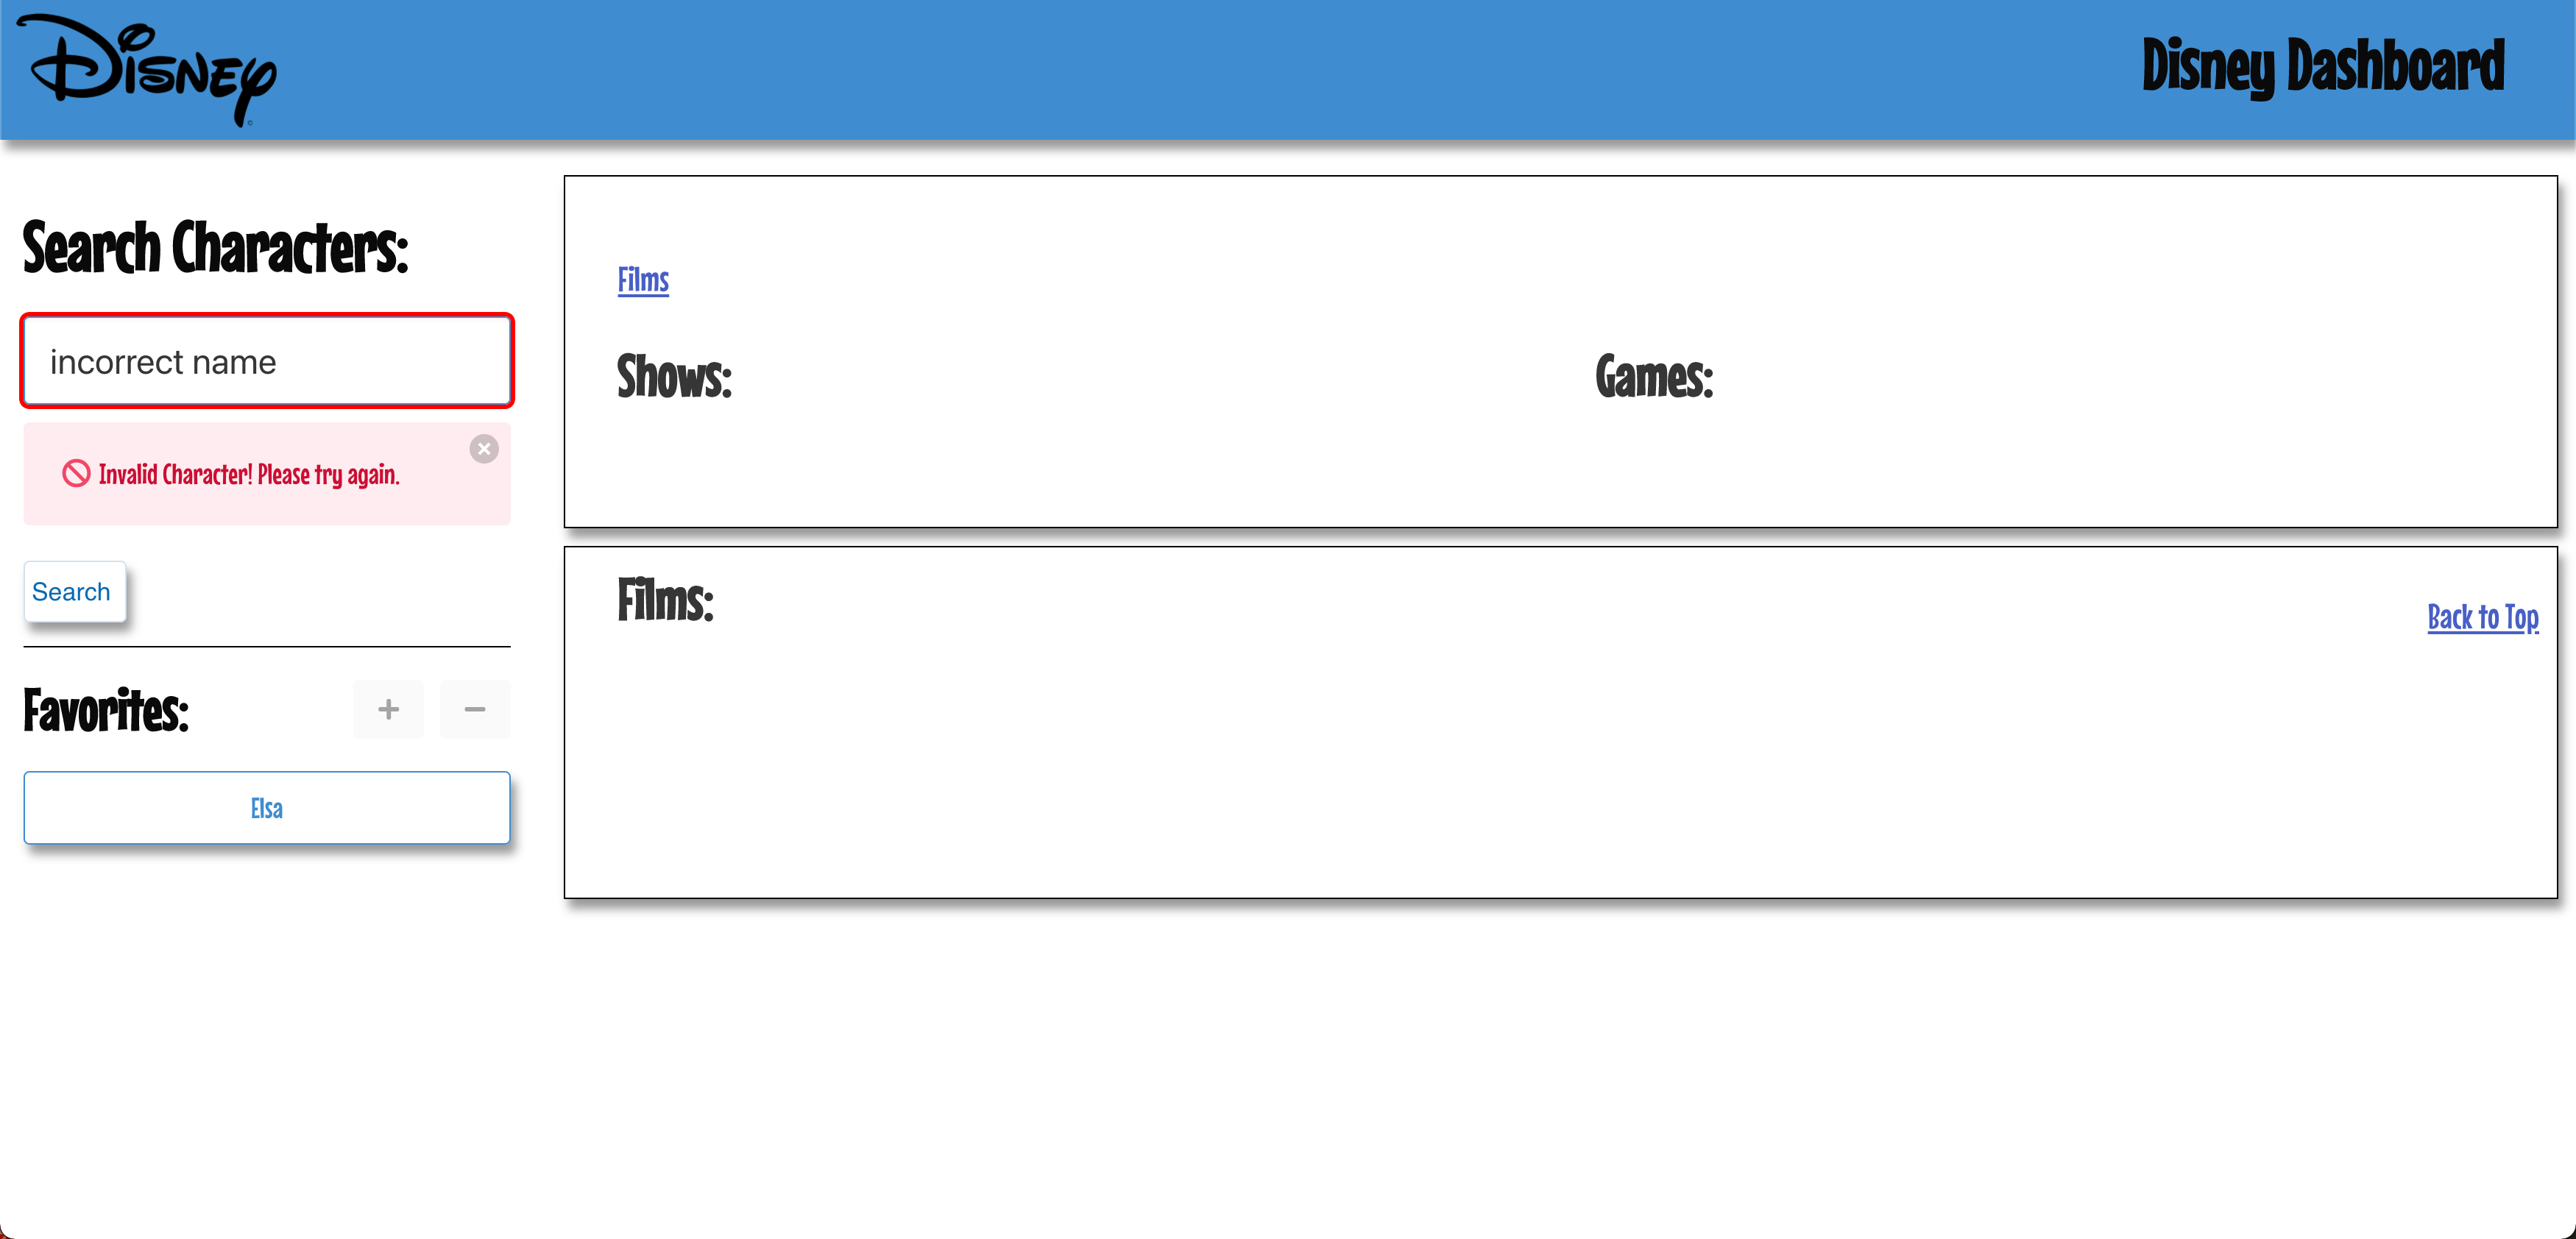 Disney
Disney Dashboard
Search Characters:
incorrect name
Invalid Character! Please try again.
Search
Favorites:
+ −
Elsa
Films
Shows:
Games:
Films:
Back to Top